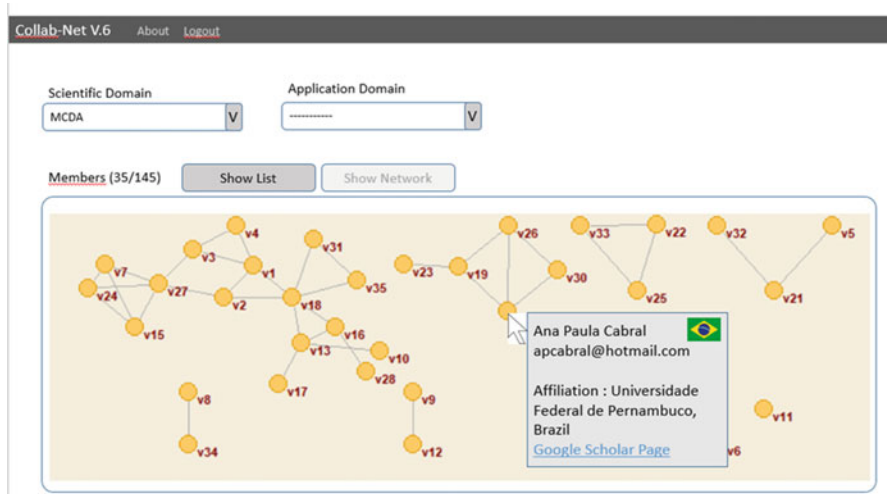 Collab-Net V.6 About Logout
Scientific Domain
Application Domain
MCDA V
----------- V
Members (35/145) Show List Show Network
v4
v26
v33
v22
v32
v5
v31
v3
v7
v1
v23
v19
v30
v24
v27
v2
v18
v35
v25
v21
v15
v16
v13
v10
v28
v17
v8
v9
v11
v34
v12
v6
Ana Paula Cabral
apcabral@hotmail.com
Affiliation : Universidade
Federal de Pernambuco,
Brazil
Google Scholar Page